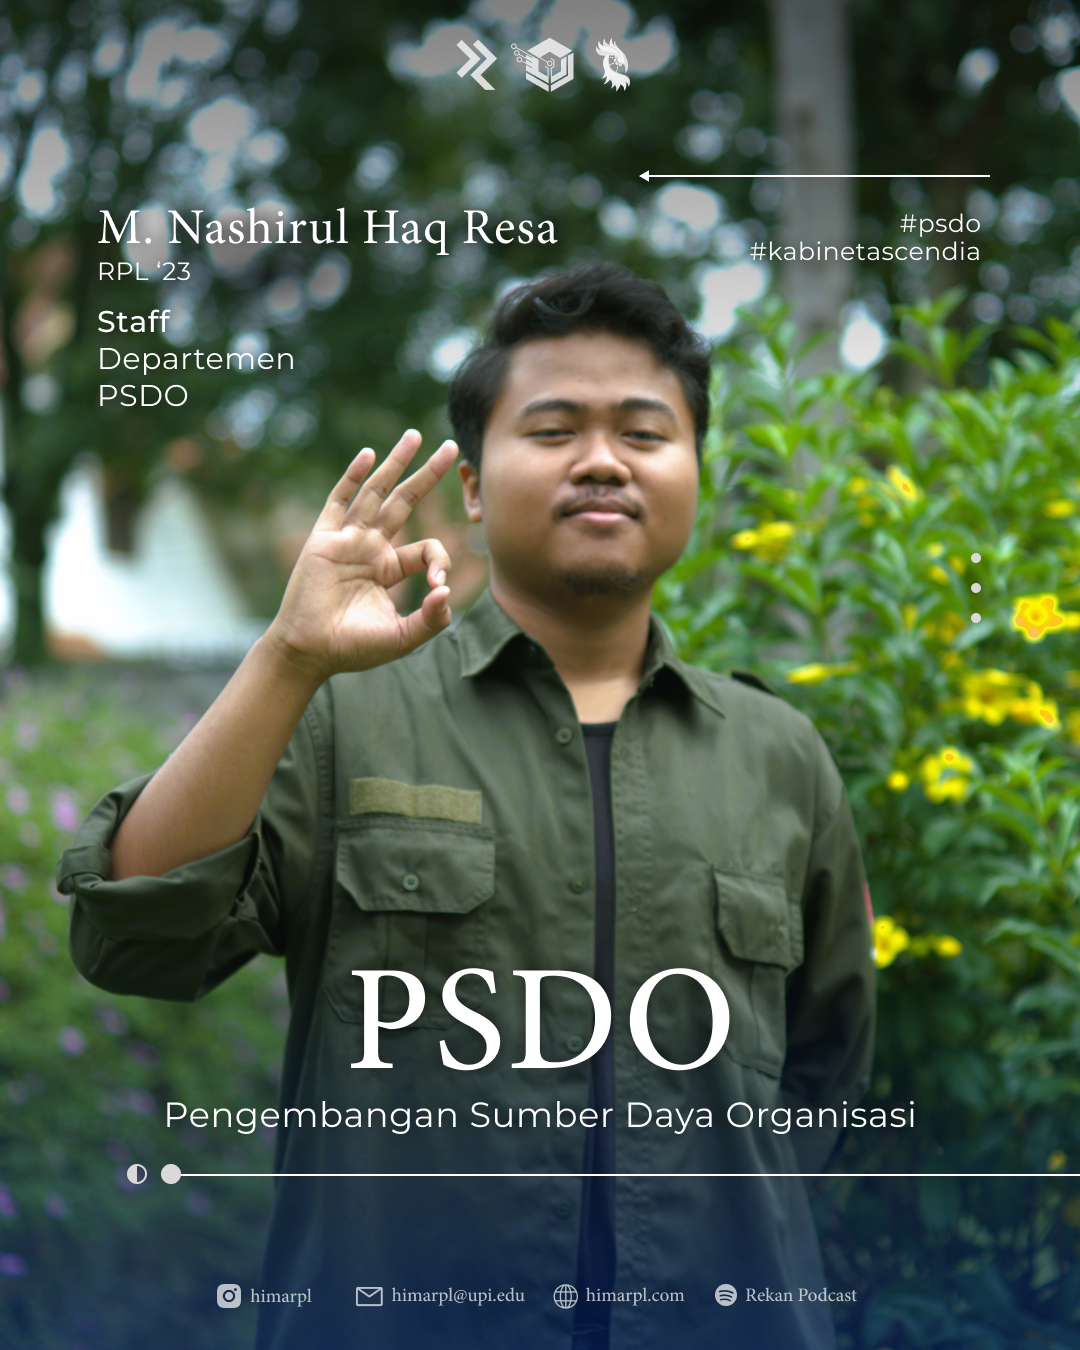 M. Nashirul Haq Resa
RPL ‘23
Staff
Departemen
PSDO
#psdo
#kabinetascendia
PSDO
Pengembangan Sumber Daya Organisasi
himarpl
himarpl@upi.edu
himarpl.com
Rekan Podcast